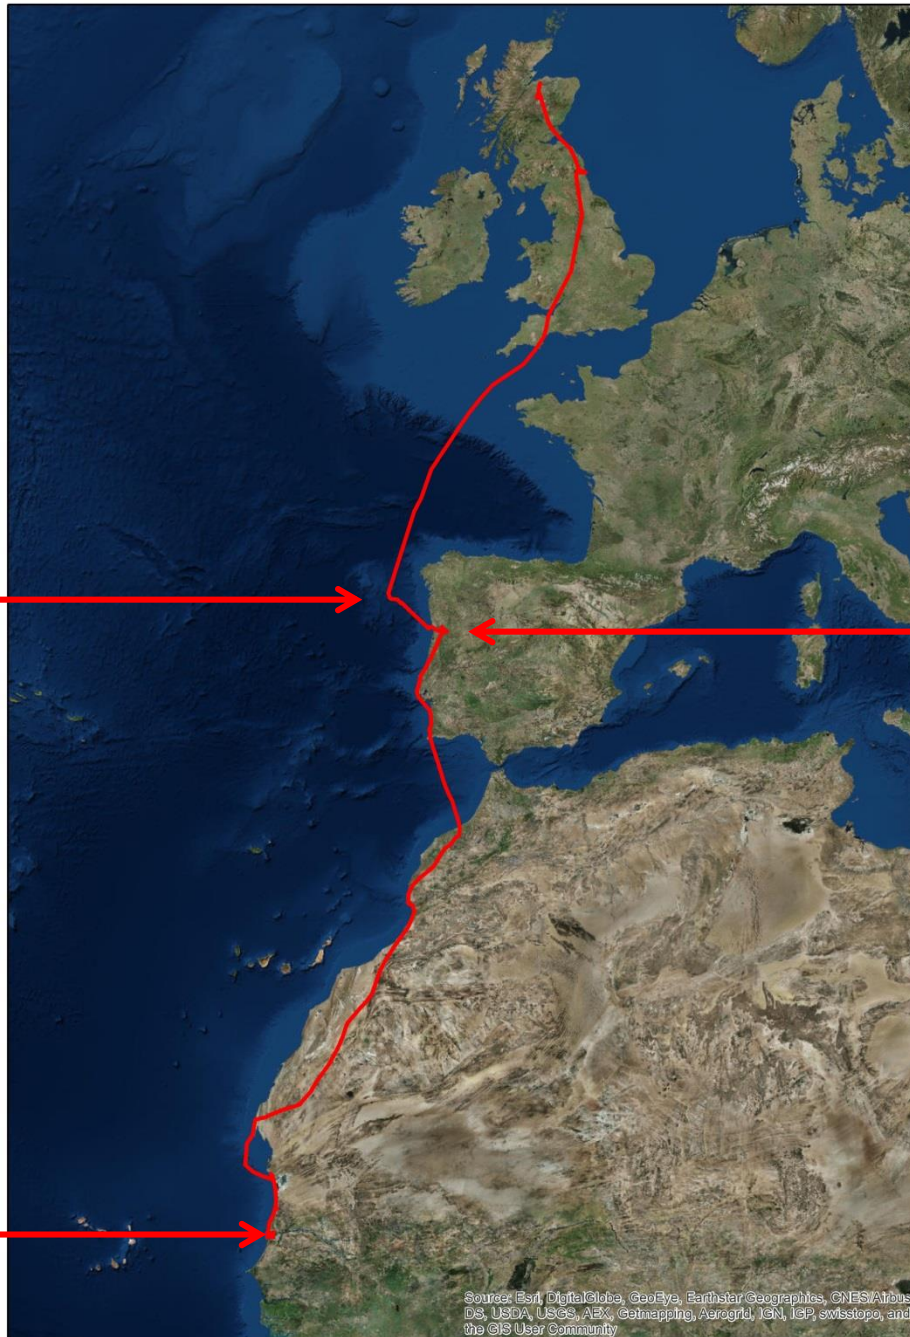 Source: Esri, DigitalGlobe, GeoEye, Earthstar Geographics, CNES/Airbus
DS, USDA, USGS, AEX, Getmapping, Aerogrid, IGN, IGP, swisstopo, and
the GIS User Community